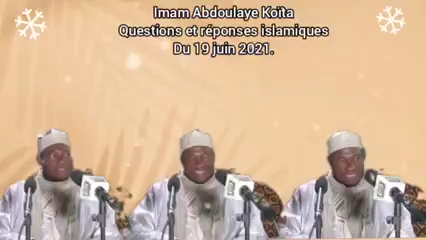 Imam Abdoulaye Koïta
Questions et réponses islamiques
Du 19 juin 2021.